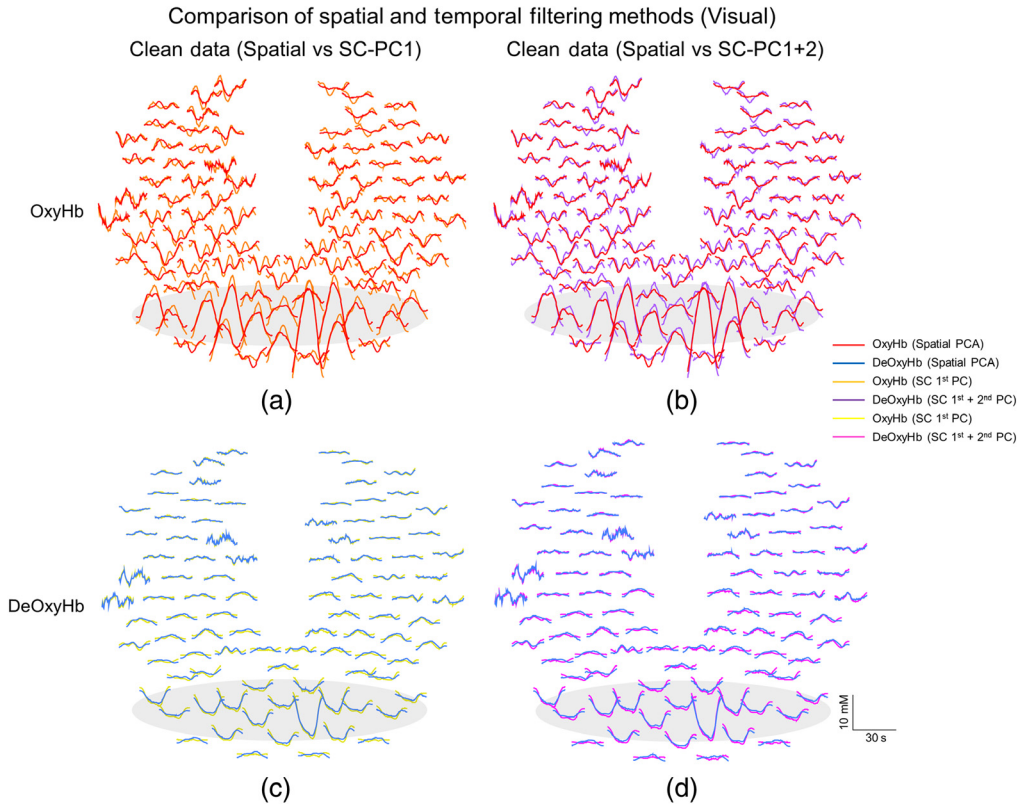 Comparison of spatial and temporal filtering methods (Visual)
Clean data (Spatial vs SC-PC1)
Clean data (Spatial vs SC-PC1+2)
OxyHb
(a)
(b)
OxyHb (Spatial PCA)
DeOxyHb (Spatial PCA)
OxyHb (SC 1st PC)
DeOxyHb (SC 1st + 2nd PC)
OxyHb (SC 1st PC)
DeOxyHb (SC 1st + 2nd PC)
DeOxyHb
10 mM
30 s
(c)
(d)